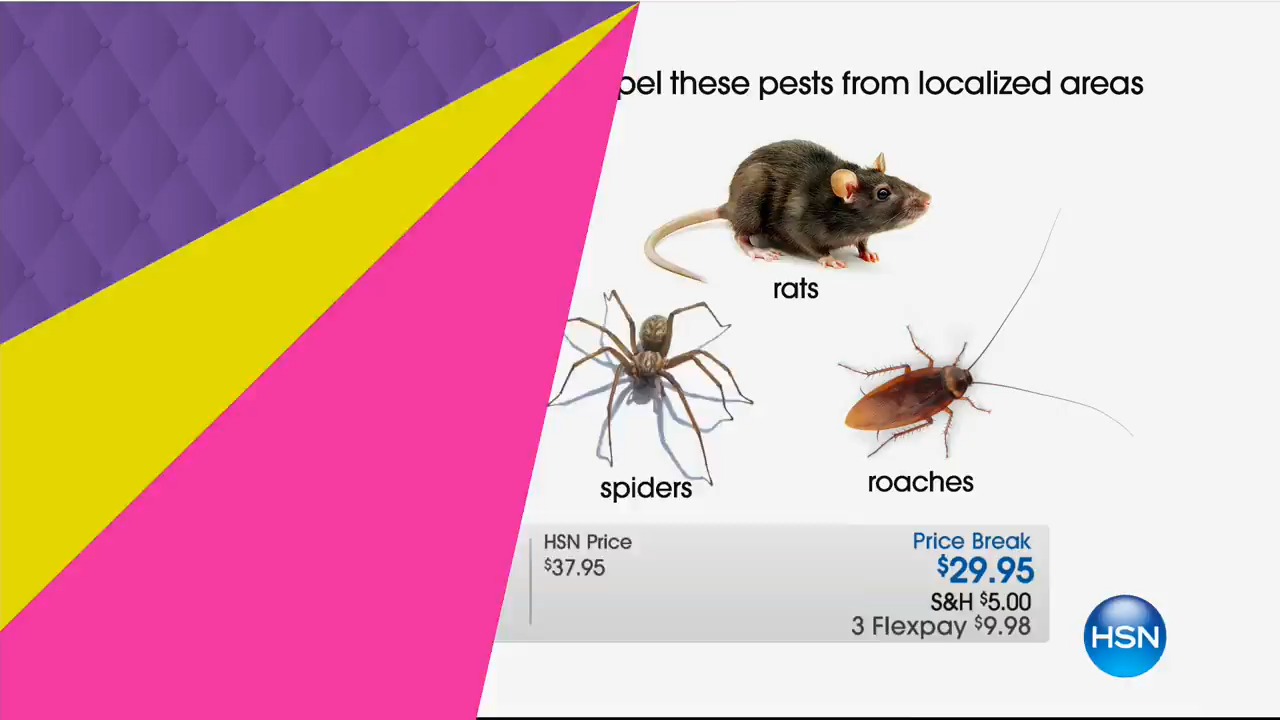 pel these pests from localized areas
rats
spiders
roaches
HSN Price
$37.95
Price Break
$29.95
S&H $5.00
3 Flexpay $9.98
HSN